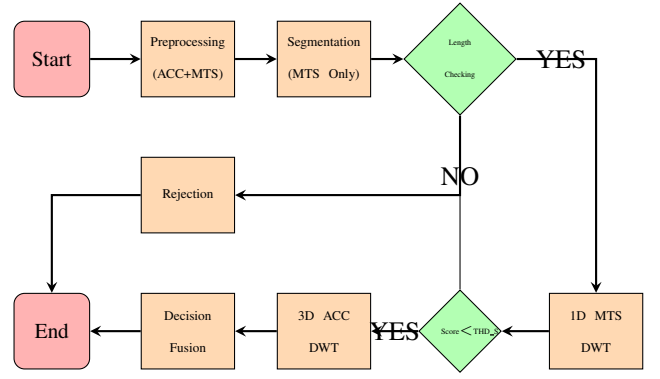 Start
Preprocessing
(ACC+MTS)
Segmentation
(MTS Only)
Length
Checking
YES
NO
Rejection
End
Decision
Fusion
3D ACC
DWT
YES
Score<THD_S
1D MTS
DWT